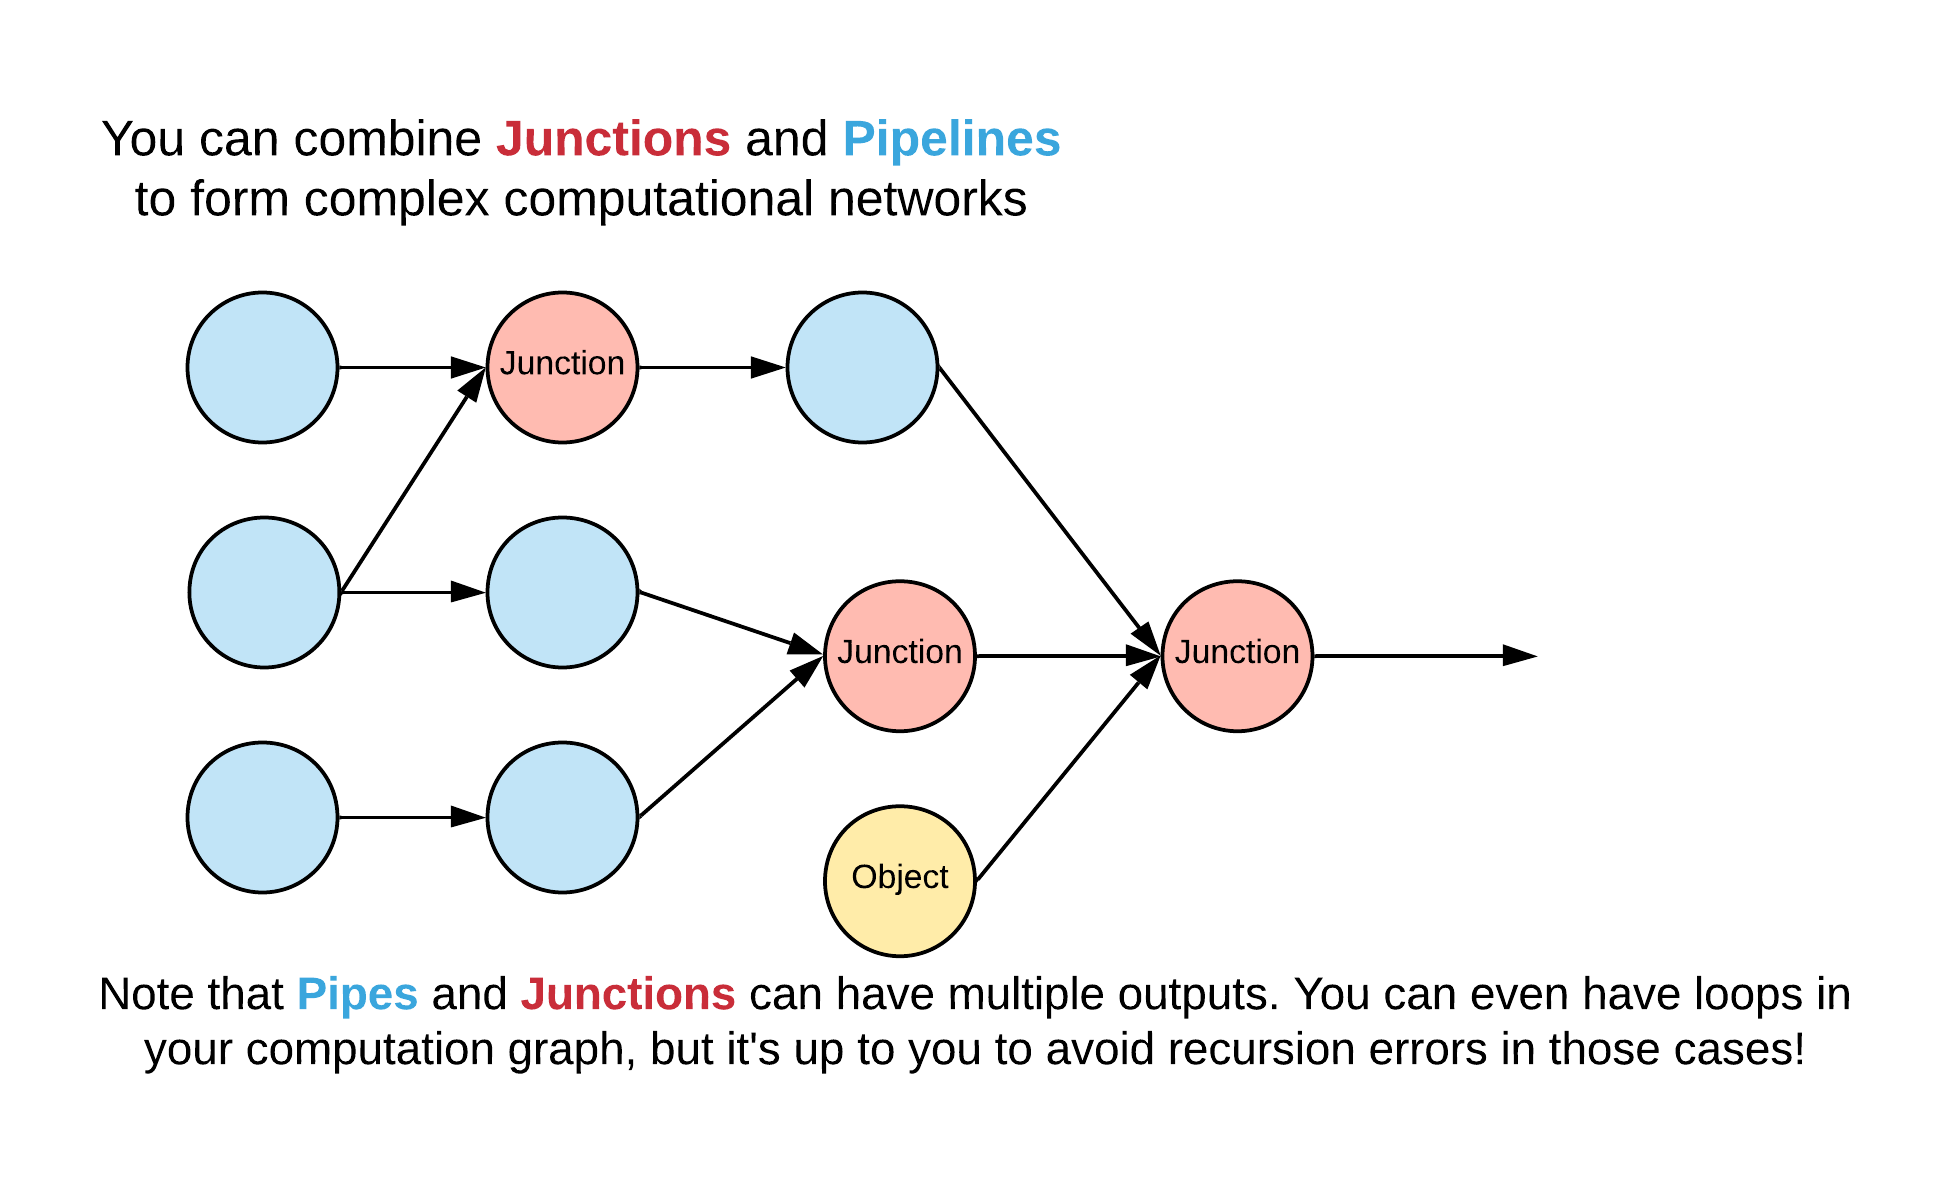 You can combine Junctions and Pipelines
to form complex computational networks
Junction
Junction
Junction
Object
Note that Pipes and Junctions can have multiple outputs. You can even have loops in
your computation graph, but it's up to you to avoid recursion errors in those cases!